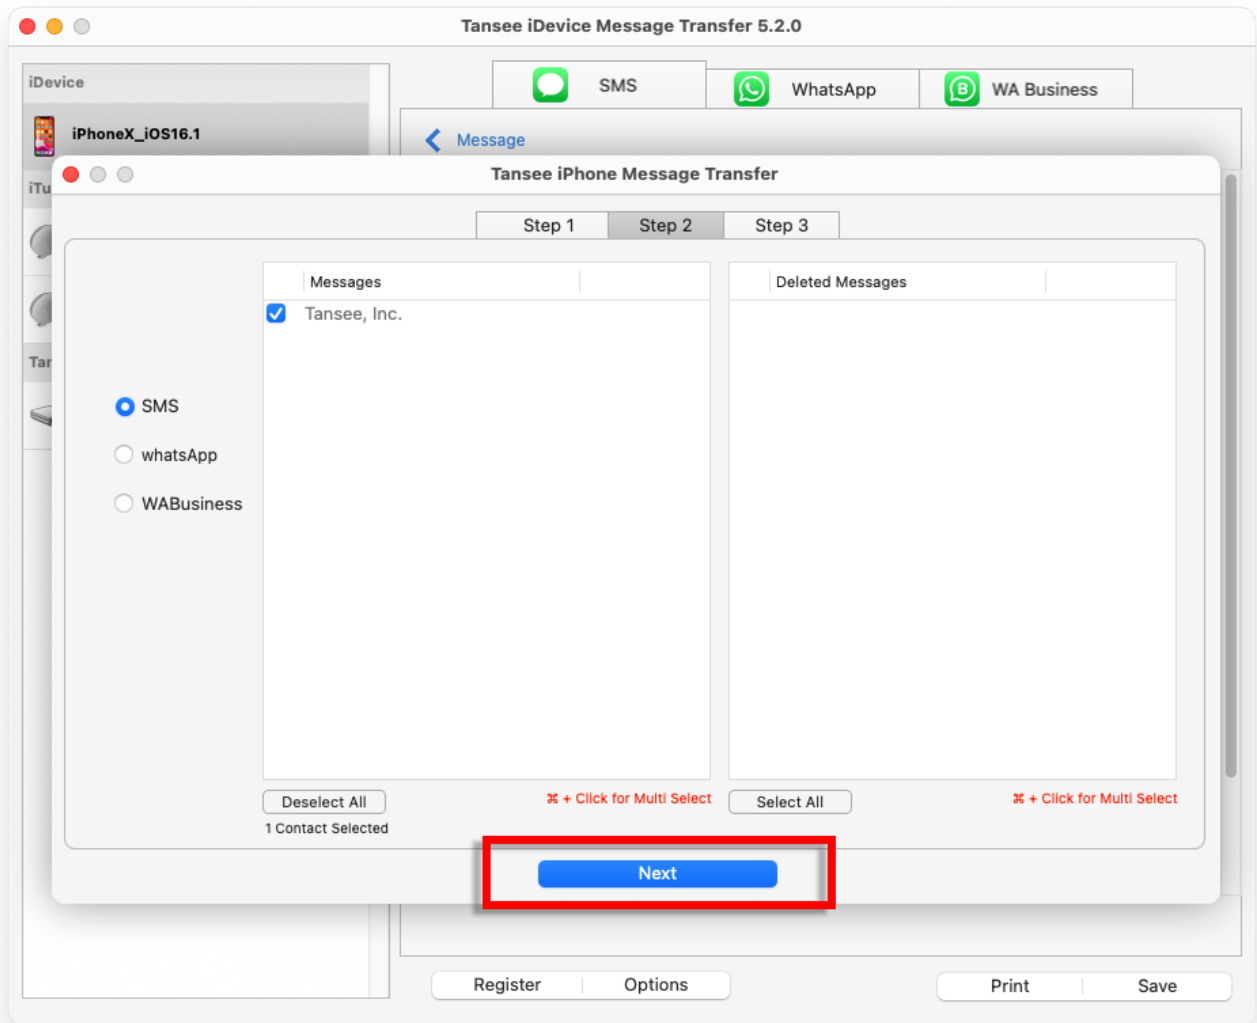 Tansee iDevice Message Transfer 5.2.0
iDevice
SMS
WhatsApp
WA Business
iPhoneX_iOS16.1
Message
Tansee iPhone Message Transfer
iTu
Step 1
Step 2
Step 3
Messages
Deleted Messages
Tansee, Inc.
Tan
SMS
whatsApp
WABusiness
Deselect All
⌘ + Click for Multi Select
Select All
⌘ + Click for Multi Select
1 Contact Selected
Next
Register
Options
Print
Save